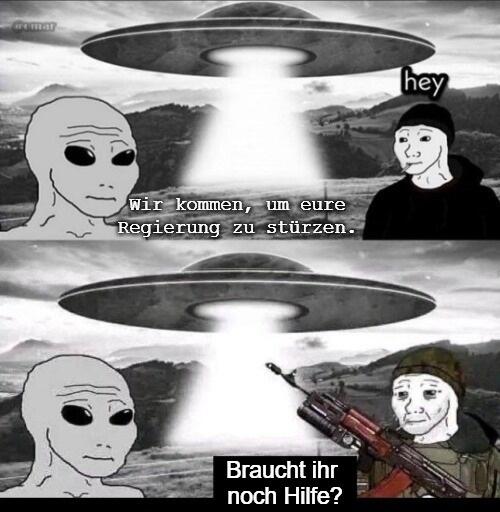 hey
Wir kommen, um eure
Regierung zu stürzen.
Braucht ihr
noch Hilfe?